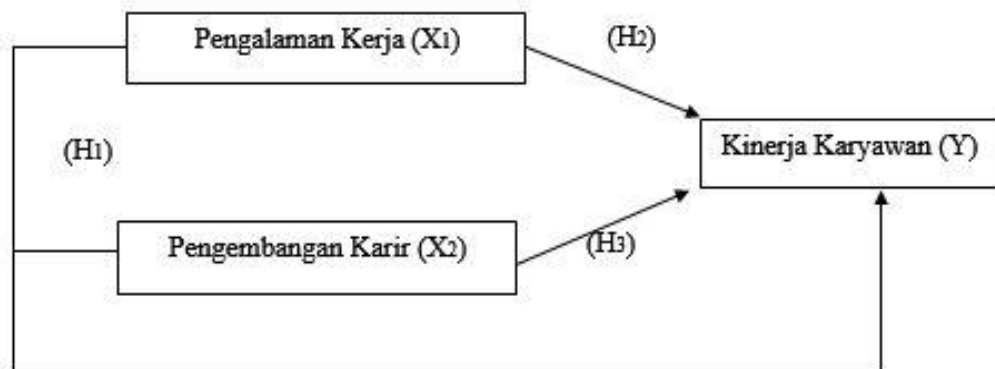 Pengalaman Kerja (X1)
(H2)
(H1)
Kinerja Karyawan (Y)
Pengembangan Karir (X2)
(H3)